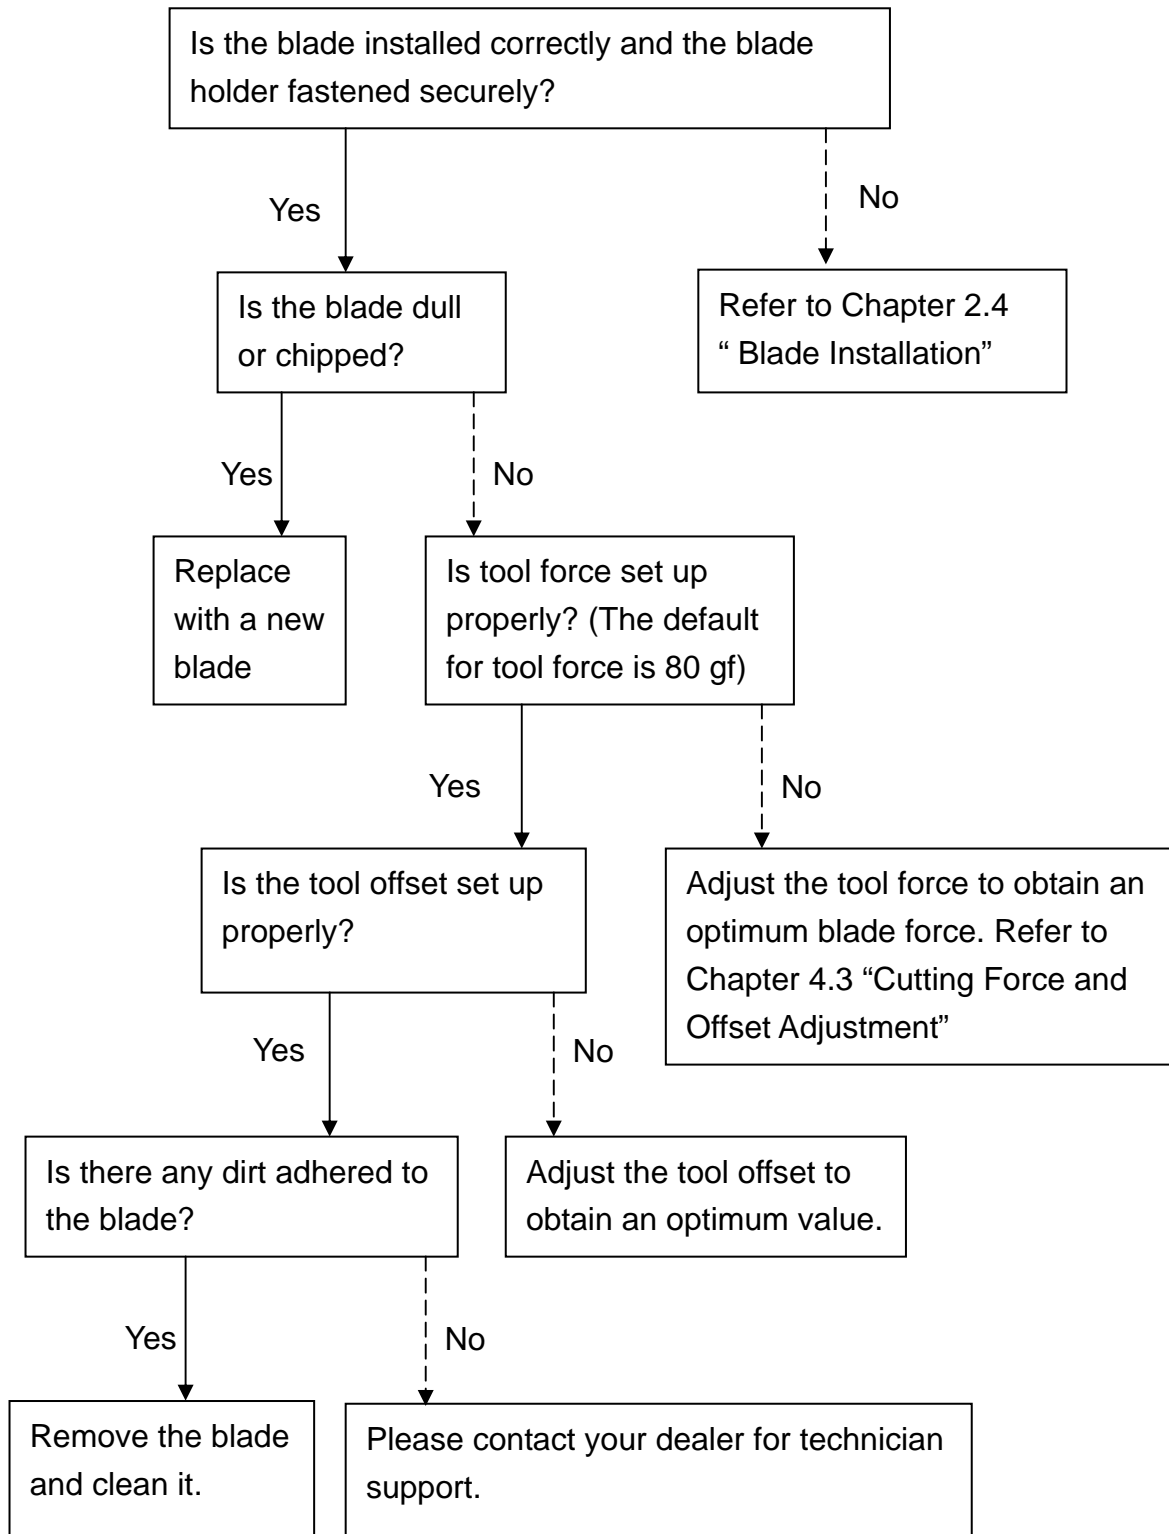 Is the blade installed correctly and the blade
holder fastened securely?
Yes
No
Is the blade dull
or chipped?
Refer to Chapter 2.4
“ Blade Installation”
Yes
No
Replace
with a new
blade
Is tool force set up
properly? (The default
for tool force is 80 gf)
Yes
No
Is the tool offset set up
properly?
Adjust the tool force to obtain an
optimum blade force. Refer to
Chapter 4.3 “Cutting Force and
Offset Adjustment”
Yes
No
Is there any dirt adhered to
the blade?
Adjust the tool offset to
obtain an optimum value.
Yes
No
Remove the blade
and clean it.
Please contact your dealer for technician
support.